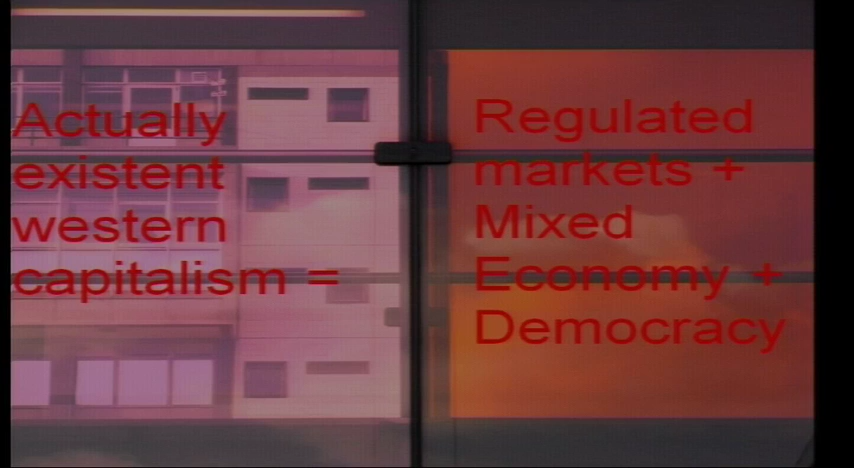 Actually
existent
western
capitalism =
Regulated
markets +
Mixed
Economy +
Democracy